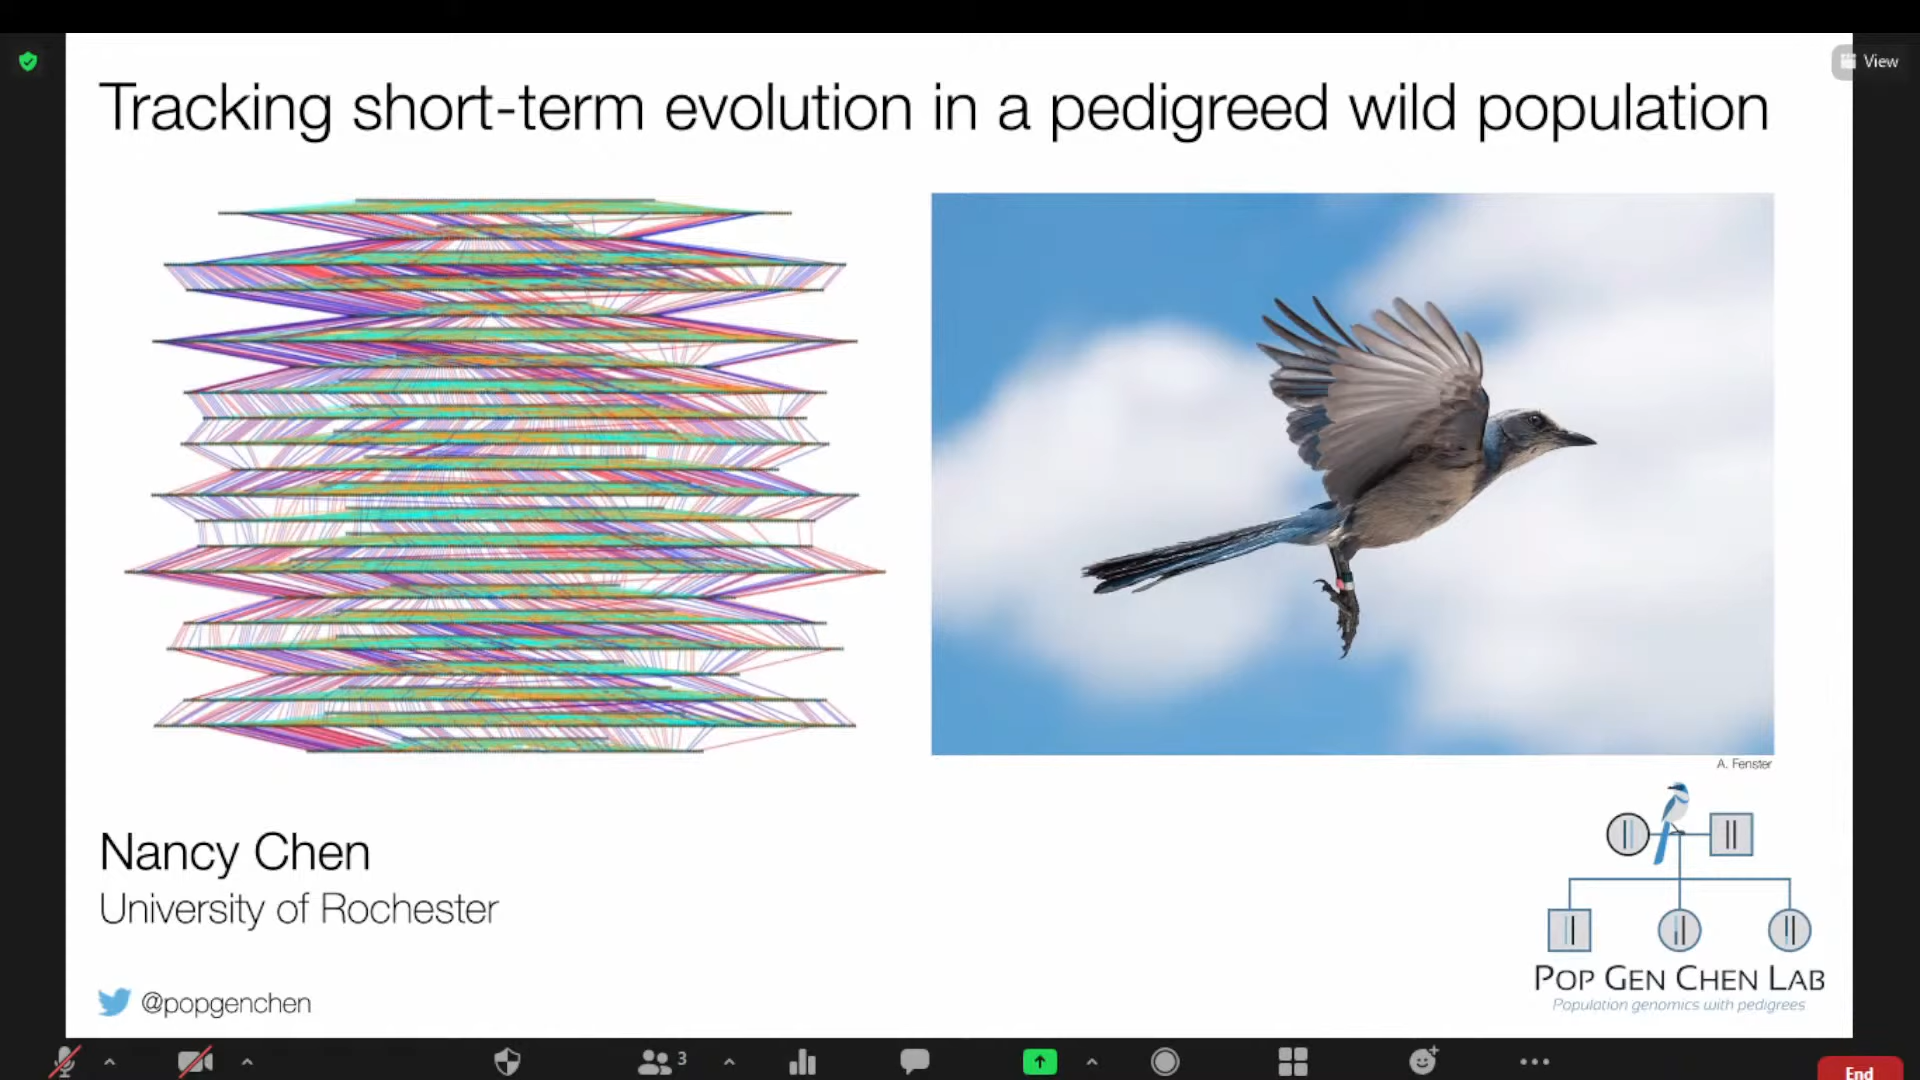 View
Tracking short-term evolution in a pedigreed wild population
A. Fenster
Nancy Chen
University of Rochester
@popgenchen
POP GEN CHEN LAB
Population genomics with pedigrees
3
End